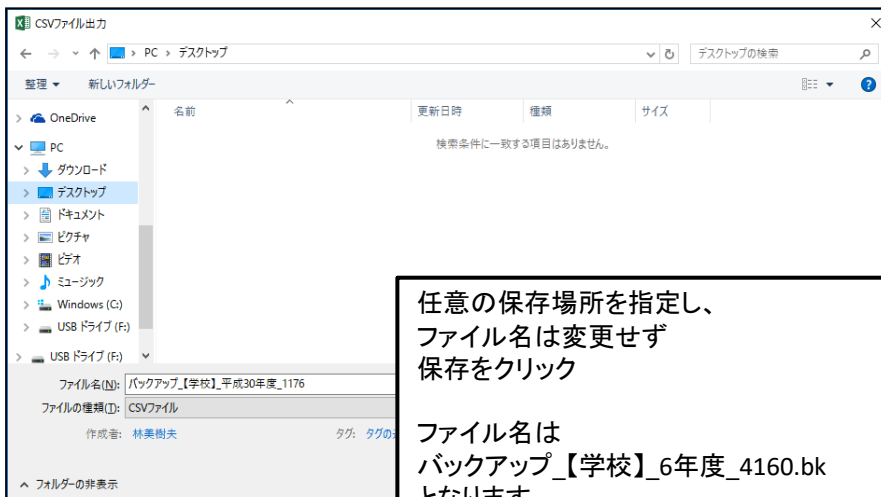 CSVファイル出力
PC › デスクトップ
デスクトップの検索
整理 新しいフォルダー
名前 更新日時 種類 サイズ
検索条件に一致する項目はありません。
OneDrive
PC
ダウンロード
デスクトップ
ドキュメント
ピクチャ
ビデオ
ミュージック
Windows (C:)
USB ドライブ (F:)
USB ドライブ (F:)
ファイル名(N): バックアップ_【学校】_平成30年度_1176
ファイルの種類(T): CSVファイル
作成者: 林美樹夫 タグ: タグの
フォルダーの非表示
任意の保存場所を指定し、
ファイル名は変更せず
保存をクリック
ファイル名は
バックアップ_【学校】_6年度_4160.bk
となります